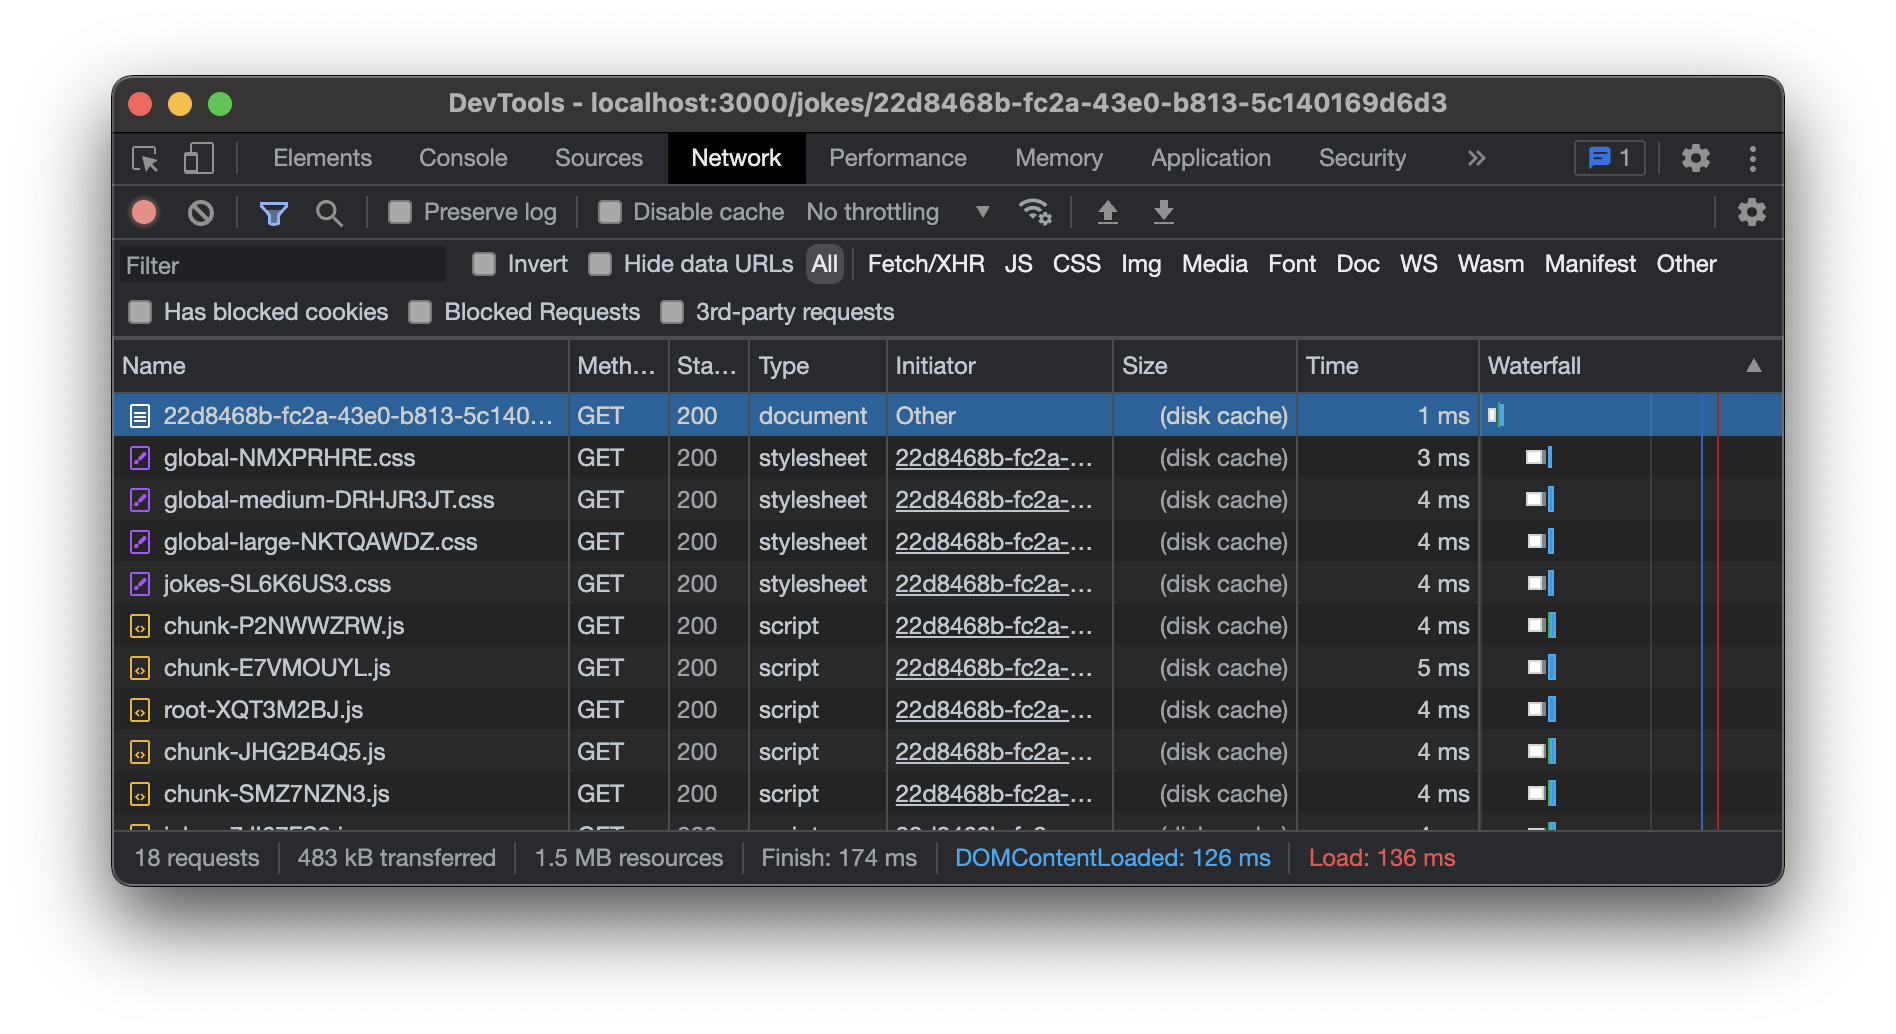 DevTools - localhost:3000/jokes/22d8468b-fc2a-43e0-b813-5c140169d6d3
Elements Console Sources Network Performance Memory Application Security » 1
Preserve log Disable cache No throttling
Filter Invert Hide data URLs All Fetch/XHR JS CSS Img Media Font Doc WS Wasm Manifest Other
Has blocked cookies Blocked Requests 3rd-party requests
Name Meth... Sta... Type Initiator Size Time Waterfall
22d8468b-fc2a-43e0-b813-5c140... GET 200 document Other (disk cache) 1 ms
global-NMXPRHRE.css GET 200 stylesheet 22d8468b-fc2a-... (disk cache) 3 ms
global-medium-DRHJR3JT.css GET 200 stylesheet 22d8468b-fc2a-... (disk cache) 4 ms
global-large-NKTQAWDZ.css GET 200 stylesheet 22d8468b-fc2a-... (disk cache) 4 ms
jokes-SL6K6US3.css GET 200 stylesheet 22d8468b-fc2a-... (disk cache) 4 ms
chunk-P2NWWZRW.js GET 200 script 22d8468b-fc2a-... (disk cache) 4 ms
chunk-E7VMOUYL.js GET 200 script 22d8468b-fc2a-... (disk cache) 5 ms
root-XQT3M2BJ.js GET 200 script 22d8468b-fc2a-... (disk cache) 4 ms
chunk-JHG2B4Q5.js GET 200 script 22d8468b-fc2a-... (disk cache) 4 ms
chunk-SMZ7NZN3.js GET 200 script 22d8468b-fc2a-... (disk cache) 4 ms
18 requests 483 kB transferred 1.5 MB resources Finish: 174 ms DOMContentLoaded: 126 ms Load: 136 ms